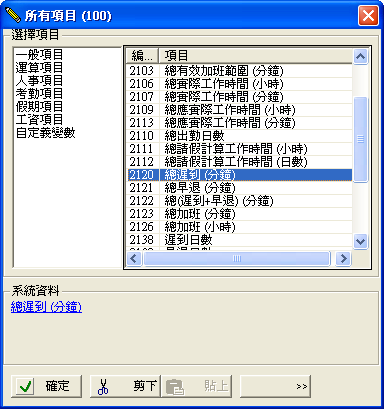 所有項目 (100)
選擇項目
一般項目
運算項目
人事項目
考勤項目
假期項目
工資項目
自定義變數
編... 項目
2103 總有效加班範圍 (分鐘)
2106 總實際工作時間 (小時)
2107 總實際工作時間 (分鐘)
2109 總應實際工作時間 (小時)
2113 總應實際工作時間 (分鐘)
2110 總出勤日數
2111 總請假計算工作時間 (小時)
2112 總請假計算工作時間 (日數)
2120 總遲到 (分鐘)
2121 總早退 (分鐘)
2122 總(遲到+早退) (分鐘)
2123 總加班 (分鐘)
2126 總加班 (小時)
2138 遲到日數
系統資料
總遲到 (分鐘)
確定 剪下 貼上 >>